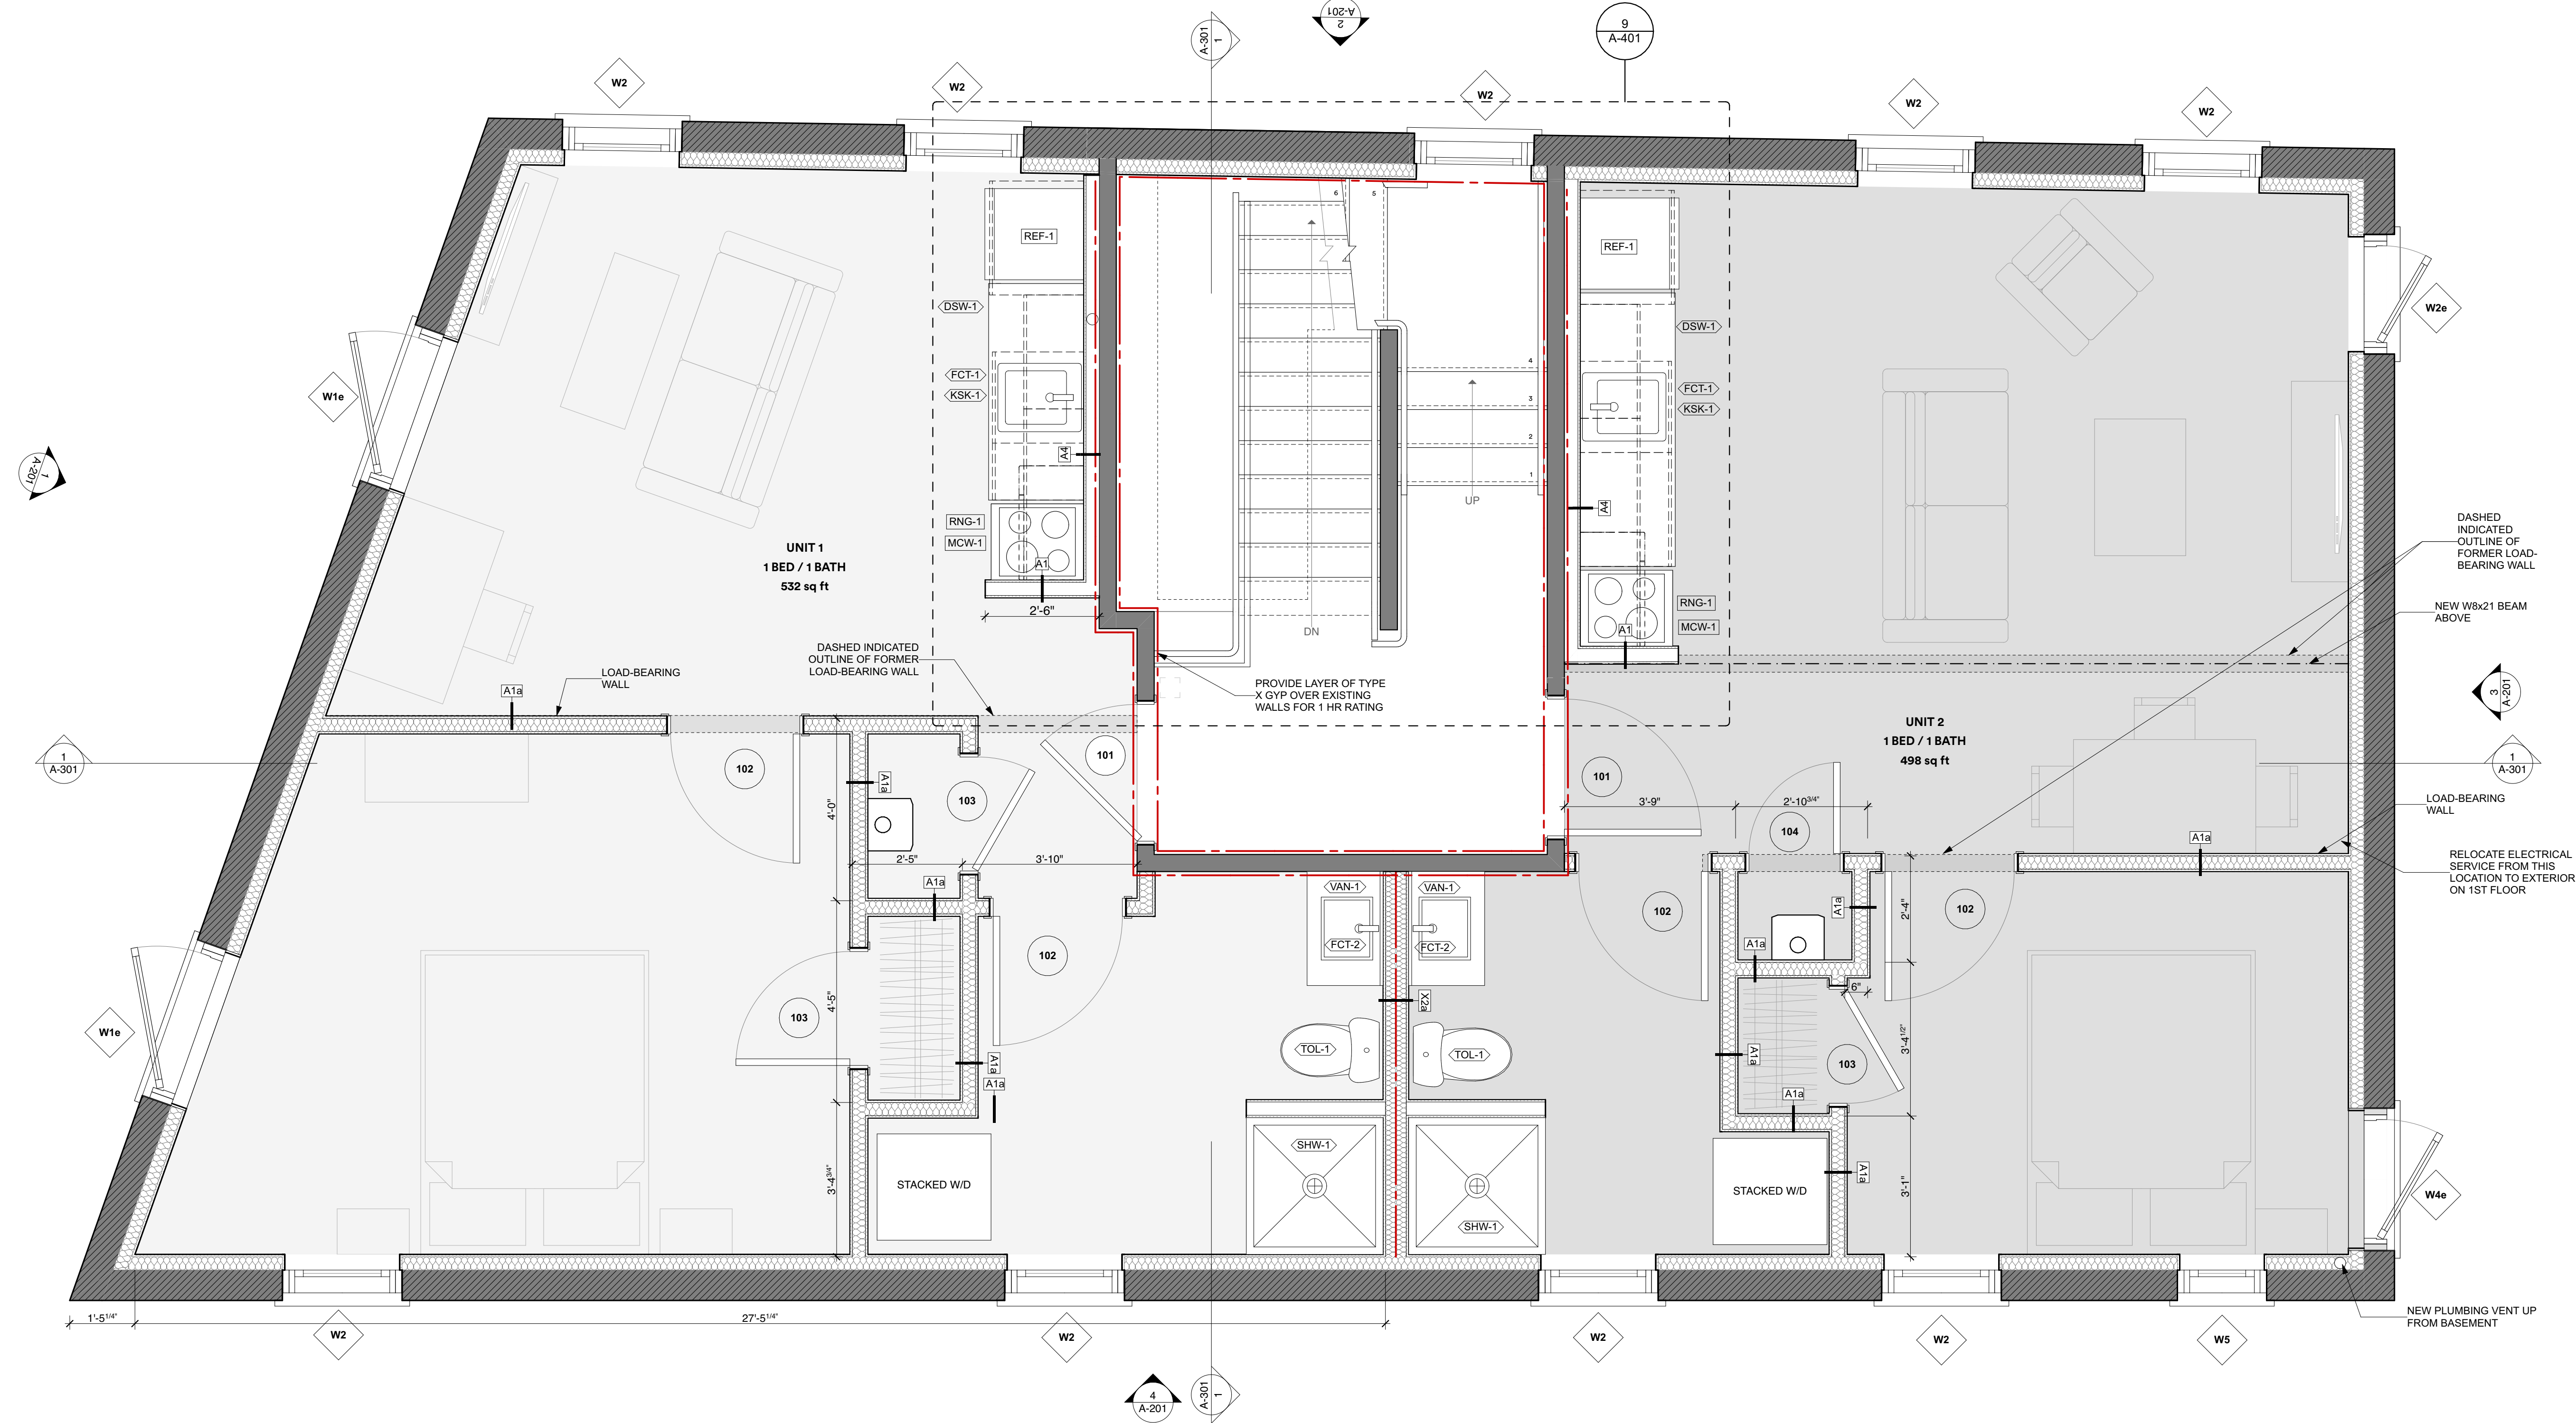 A-201
2
9
A-401
A-301
1
W2
W2
W2
W2
W2
6
5
REF-1
REF-1
DSW-1
DSW-1
W2e
FCT-1
KSK-1
FCT-1
KSK-1
4
3
2
1
W1e
1
A-201
A4
A4
UP
DN
RNG-1
MCW-1
A1
2'-6"
RNG-1
MCW-1
A1
UNIT 1
1 BED / 1 BATH
532 sq ft
DASHED
INDICATED
OUTLINE OF
FORMER LOAD-
BEARING WALL
NEW W8x21 BEAM
ABOVE
DASHED INDICATED
OUTLINE OF FORMER
LOAD-BEARING WALL
LOAD-BEARING
WALL
A1a
PROVIDE LAYER OF TYPE
X GYP OVER EXISTING
WALLS FOR 1 HR RATING
UNIT 2
1 BED / 1 BATH
498 sq ft
3
A-201
1
A-301
1
A-301
102
A1a
103
101
101
4'-0"
2'-5"
3'-10"
3'-9"
2'-10 3/4"
104
LOAD-BEARING
WALL
A1a
RELOCATE ELECTRICAL
SERVICE FROM THIS
LOCATION TO EXTERIOR
ON 1ST FLOOR
A1a
VAN-1
VAN-1
FCT-2
FCT-2
102
102
102
A1a
2'-4"
A1a
6"
W1e
103
4'-5"
A1a
A1a
X2a
TOL-1
TOL-1
A1a
103
3'-4 1/2"
A1a
SHW-1
SHW-1
STACKED W/D
STACKED W/D
3'-4 3/4"
A1a
3'-1"
W4e
NEW PLUMBING VENT UP
FROM BASEMENT
1'-5 1/4"
27'-5 1/4"
W2
W2
W2
W2
W5
4
A-201
A-301
1